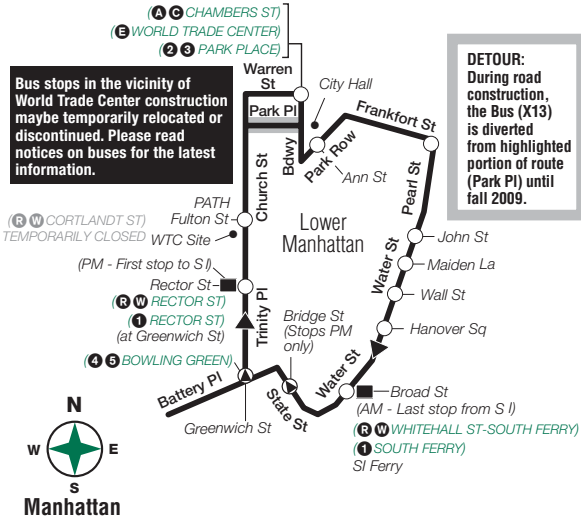 (A C CHAMBERS ST)
(E WORLD TRADE CENTER)
(2 3 PARK PLACE)
Warren
St
City Hall
Bus stops in the vicinity of
World Trade Center construction
maybe temporarily relocated or
discontinued. Please read
notices on buses for the latest
information.
Park Pl
Bdwy
Park Row
Ann St
Frankfort St
DETOUR:
During road
construction,
the Bus (X13)
is diverted
from highlighted
portion of route
(Park Pl) until
fall 2009.
Church St
Pearl St
PATH
Fulton St
(R W CORTLANDT ST)
TEMPORARILY CLOSED
WTC Site
Lower
Manhattan
John St
Maiden La
Water St
Wall St
Hanover Sq
(PM - First stop to S I)
Rector St
(R W RECTOR ST)
(1 RECTOR ST)
(at Greenwich St)
Trinity Pl
Bridge St
(Stops PM
only)
(4 5 BOWLING GREEN)
Battery Pl
Greenwich St
State St
Water St
Broad St
(AM - Last stop from S I)
(R W WHITEHALL ST-SOUTH FERRY)
(1 SOUTH FERRY)
SI Ferry
N
W
E
S
Manhattan